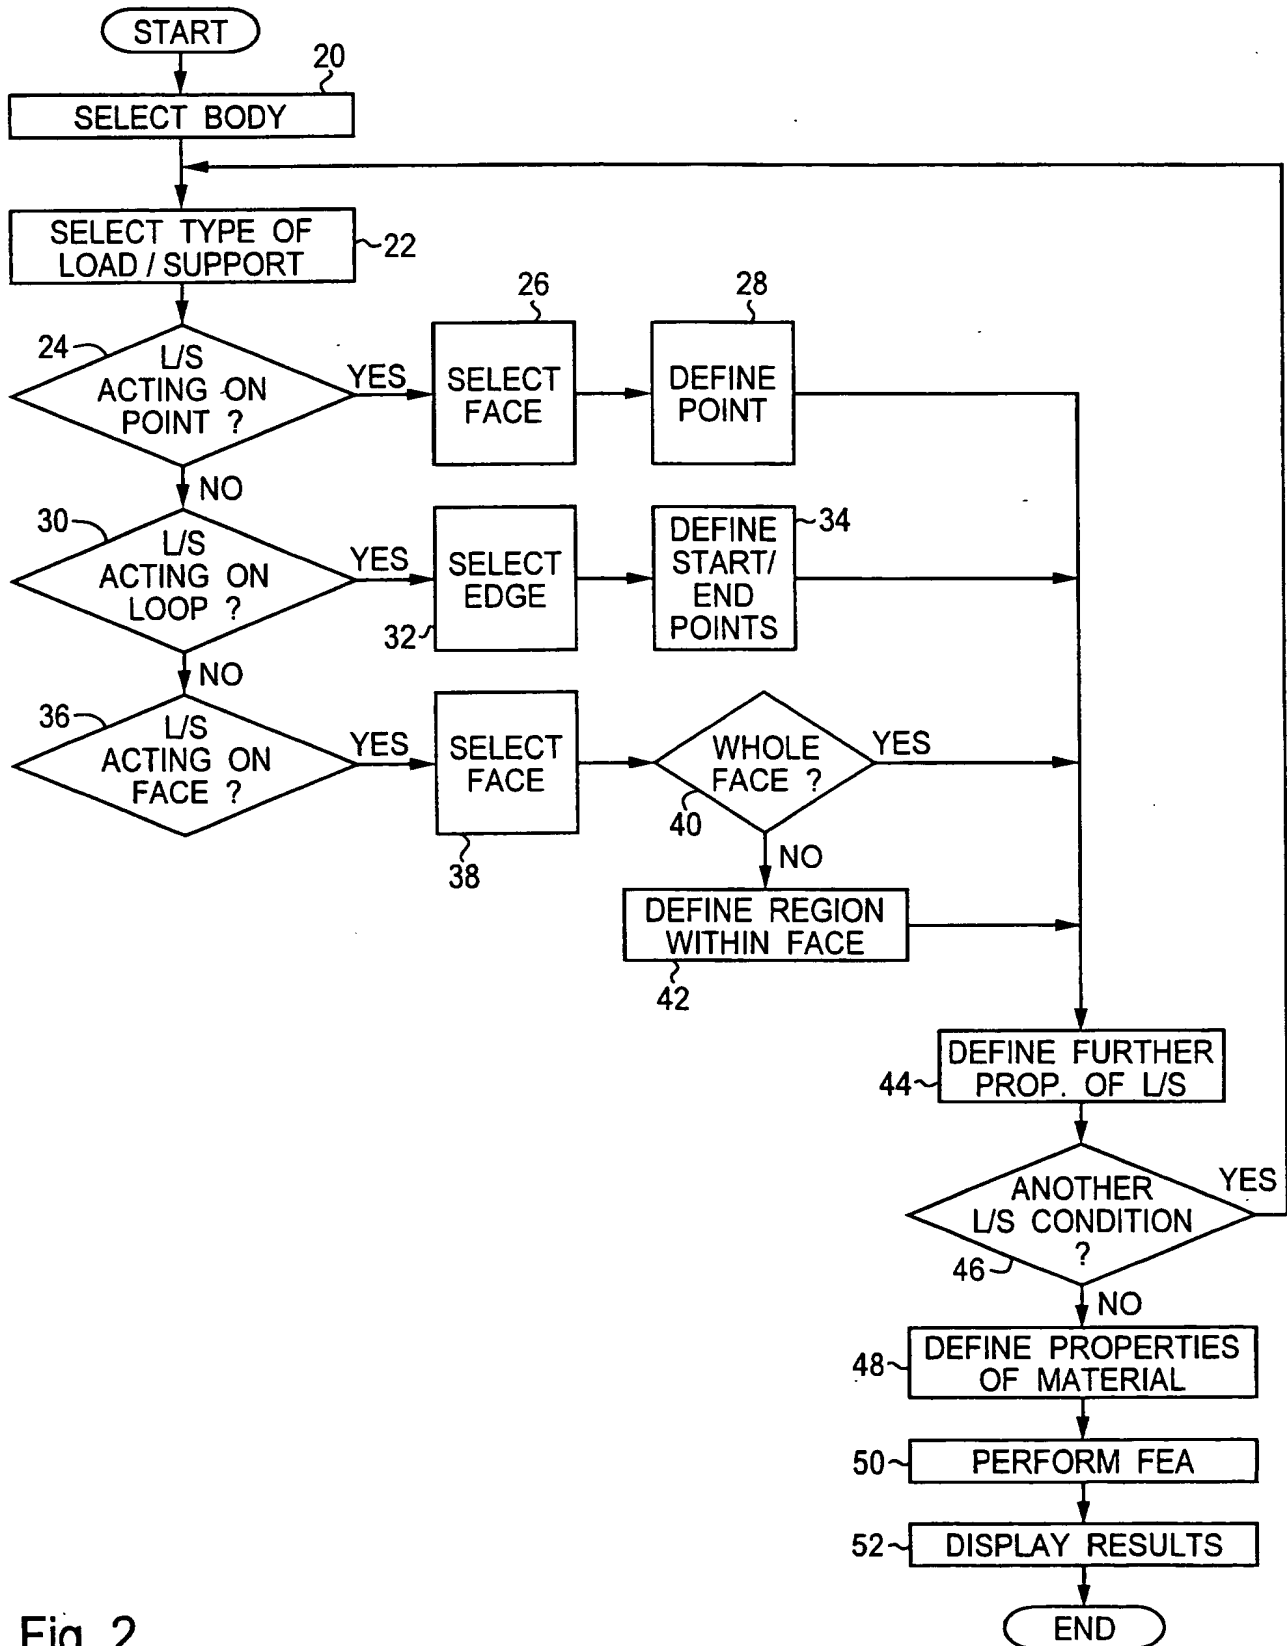 START
20
SELECT BODY
SELECT TYPE OF
LOAD / SUPPORT
22
24
L/S
ACTING ON
POINT ?
YES
26
SELECT
FACE
28
DEFINE
POINT
NO
30
L/S
ACTING ON
LOOP ?
YES
SELECT
EDGE
32
DEFINE
START/
END
POINTS
34
NO
36
L/S
ACTING ON
FACE ?
YES
SELECT
FACE
38
WHOLE
FACE ?
40
YES
NO
DEFINE REGION
WITHIN FACE
42
DEFINE FURTHER
PROP. OF L/S
44
ANOTHER
L/S CONDITION
?
46
YES
NO
DEFINE PROPERTIES
OF MATERIAL
48
50
PERFORM FEA
52
DISPLAY RESULTS
END
Fig. 2